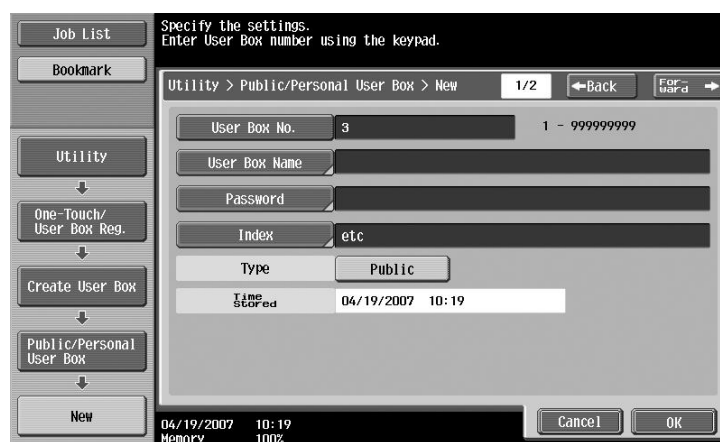 Job List
Bookmark
Specify the settings.
Enter User Box number using the keypad.
Utility > Public/Personal User Box > New
1/2
←Back
For-
ward →
User Box No.
3
1 - 999999999
User Box Name
Password
Index
etc
Type
Public
Time
Stored
04/19/2007 10:19
Utility
One-Touch/
User Box Reg.
Create User Box
Public/Personal
User Box
New
04/19/2007 10:19
Memory 100%
Cancel
OK